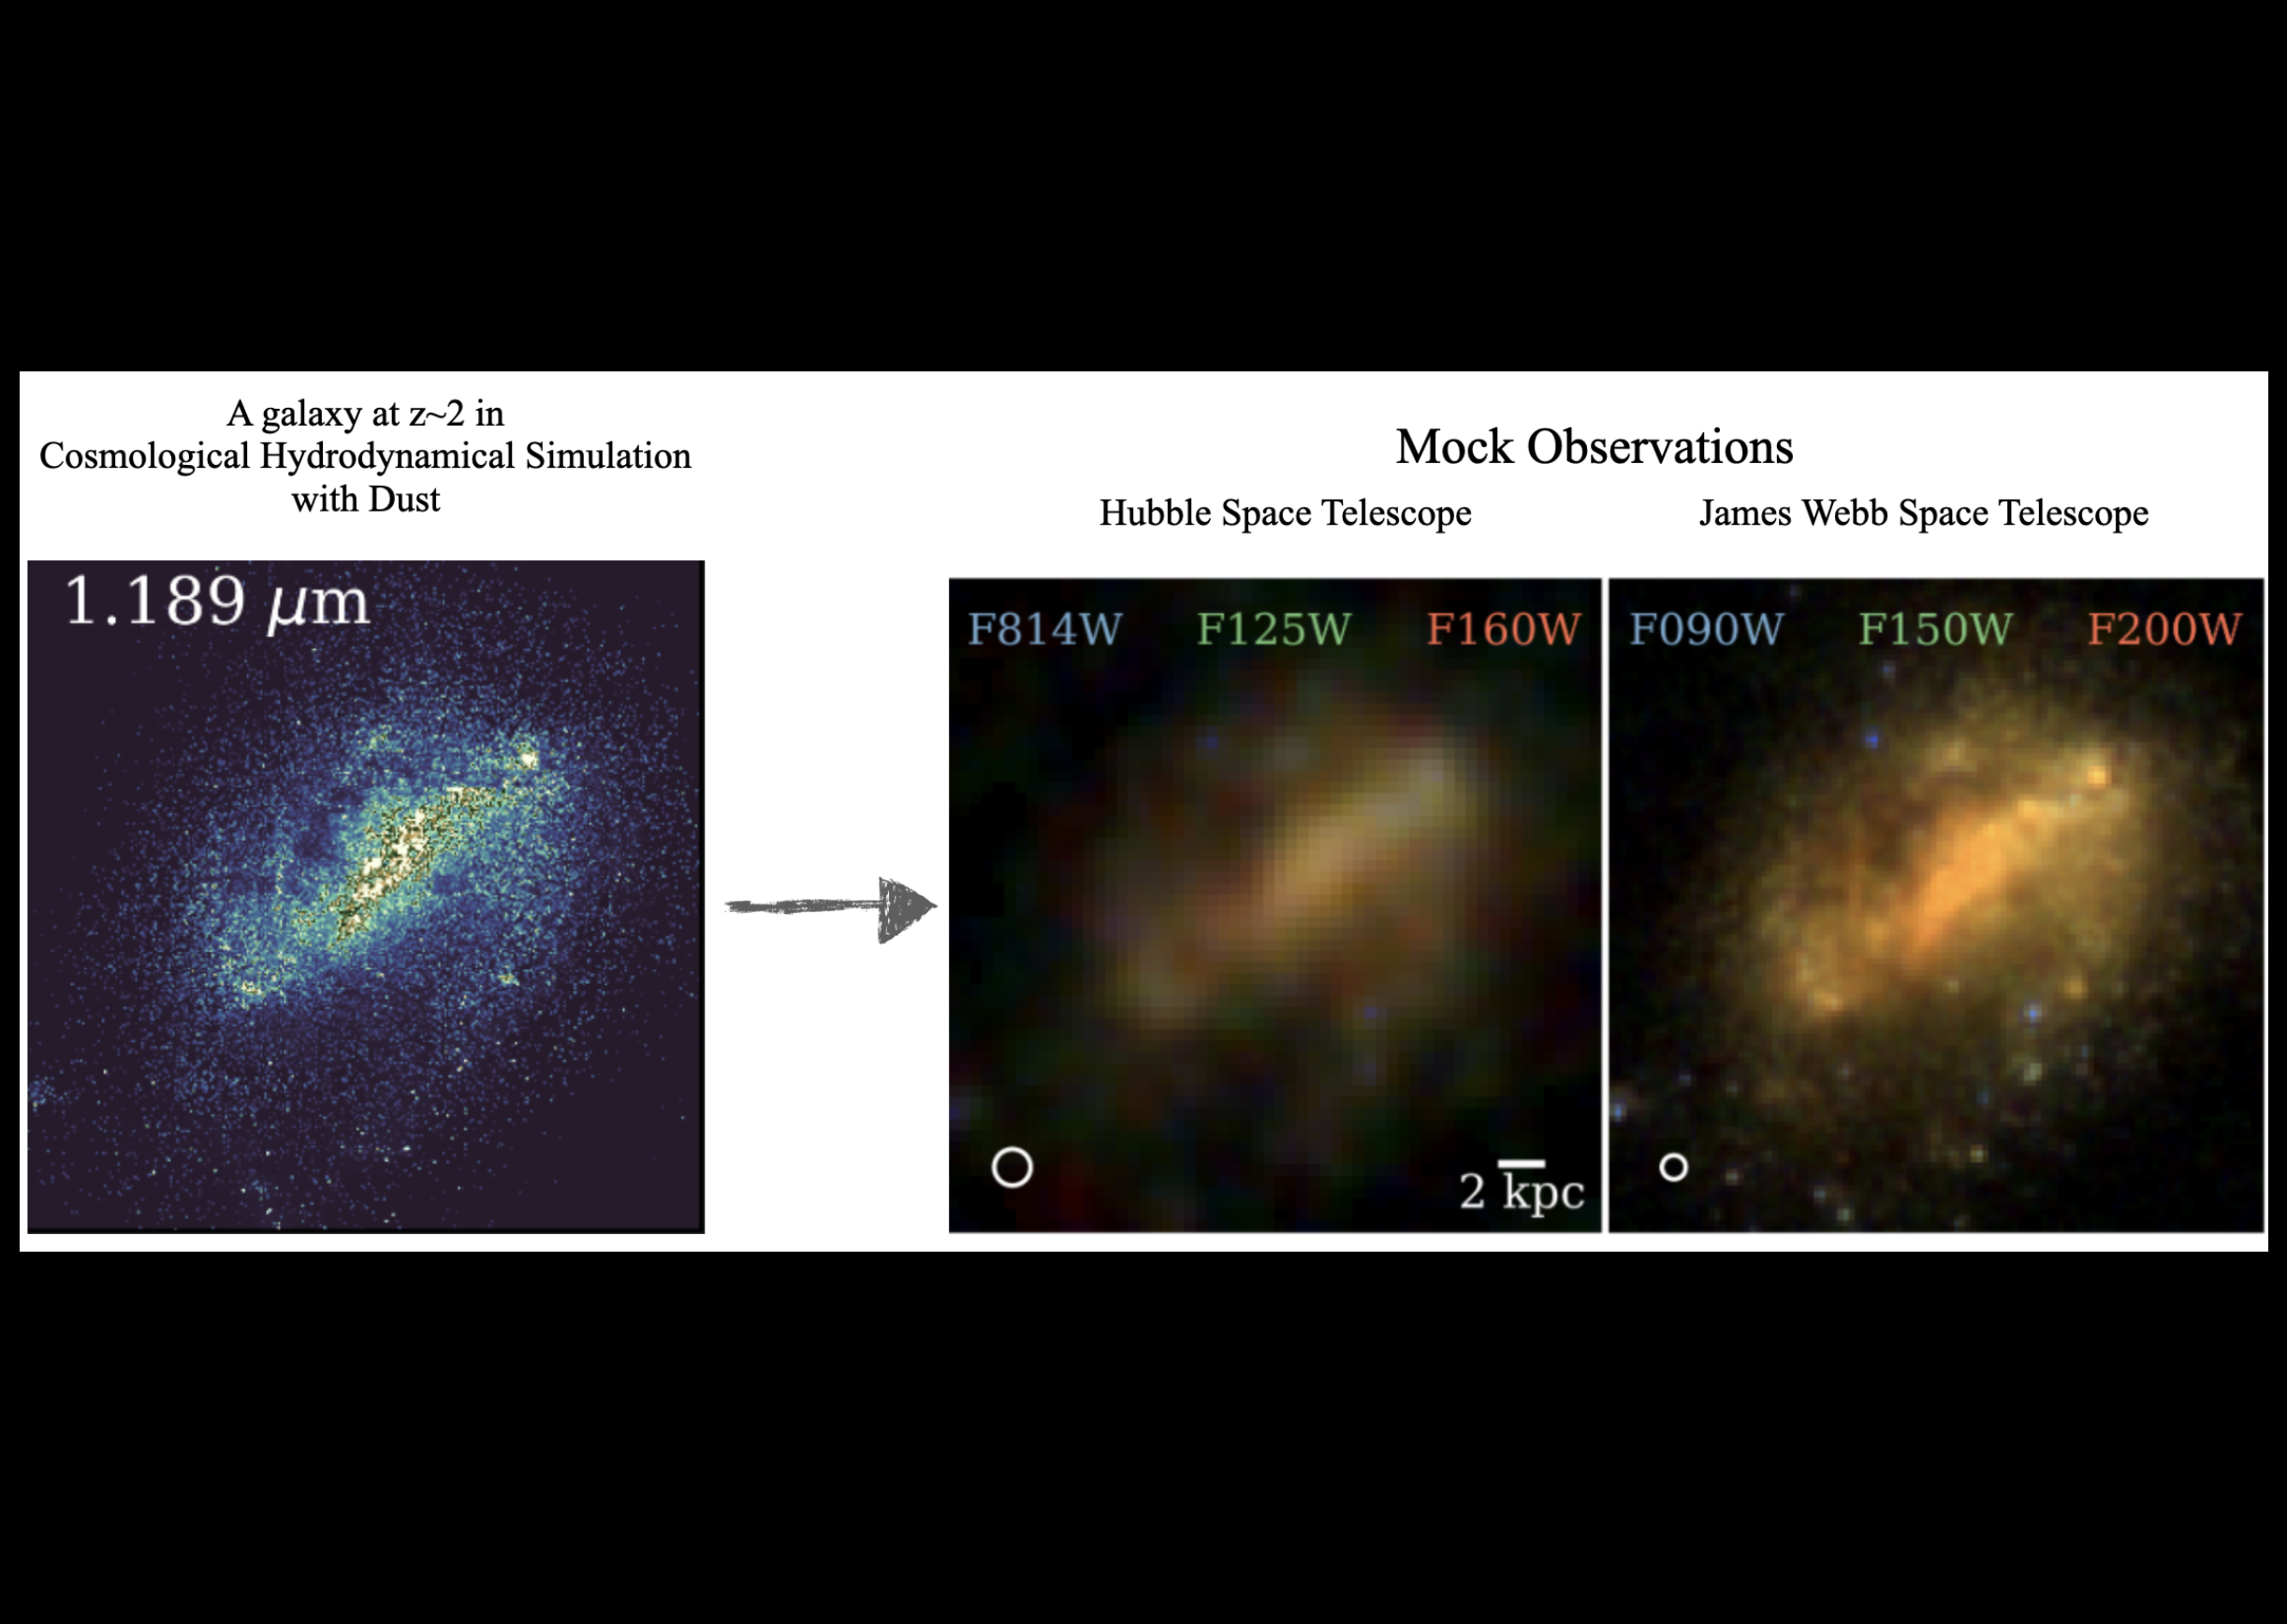 A galaxy at z~2 in
Cosmological Hydrodynamical Simulation
with Dust
1.189 μm
Mock Observations
Hubble Space Telescope
James Webb Space Telescope
F814W F125W F160W
2 kpc
F090W F150W F200W